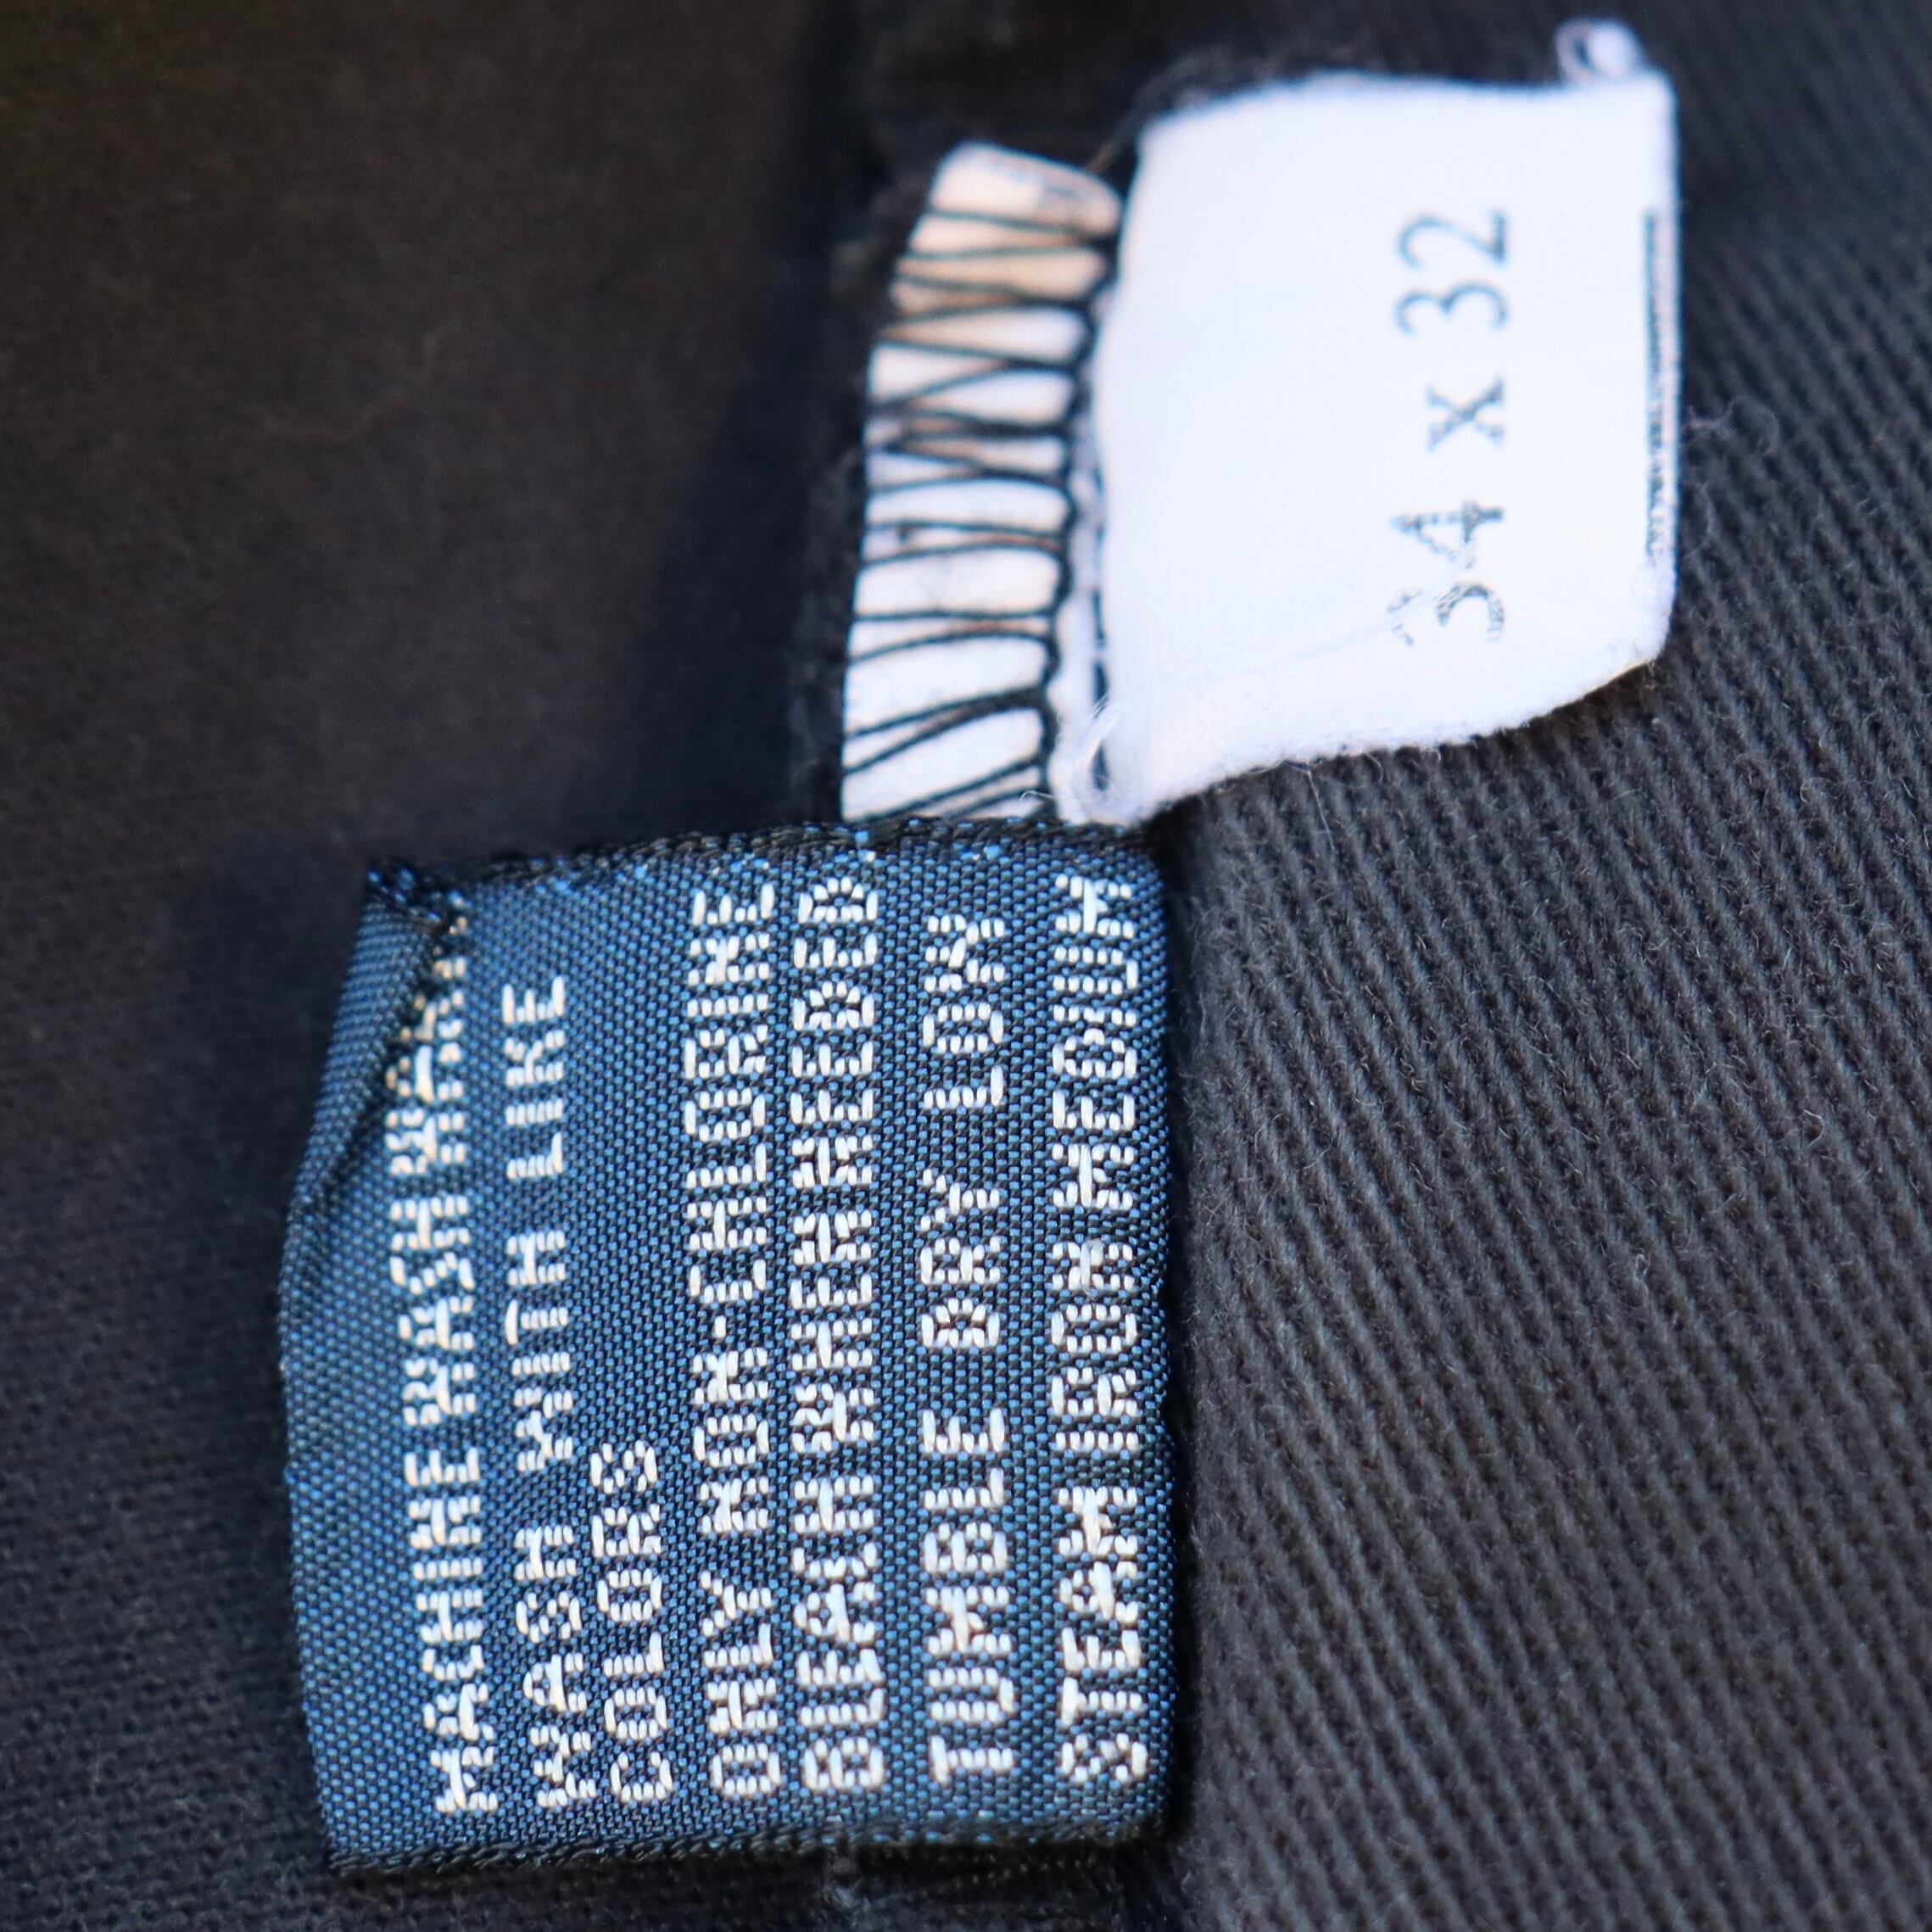 34 x 32
MACHINE WASH WARM
WASH WITH LIKE
COLORS
ONLY NON-CHLORINE
BLEACH WHEN NEEDED
TUMBLE DRY LOW
STEAM IRON MEDIUM